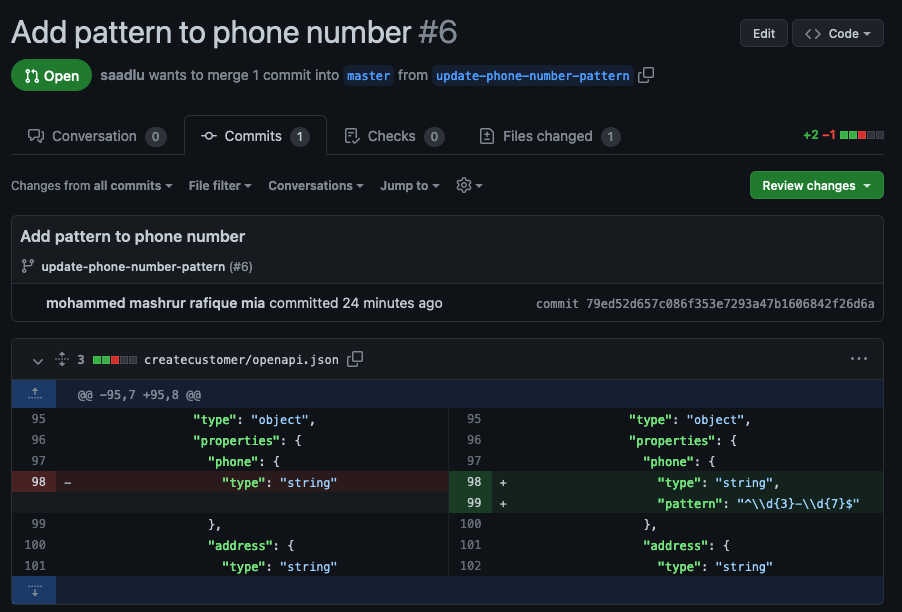 Add pattern to phone number #6
Edit
Code
Open
saadlu wants to merge 1 commit into master from update-phone-number-pattern
Conversation 0
Commits 1
Checks 0
Files changed 1
+2 −1
Changes from all commits
File filter
Conversations
Jump to
Review changes
Add pattern to phone number
update-phone-number-pattern (#6)
mohammed mashrur rafique mia committed 24 minutes ago
commit 79ed52d657c086f353e7293a47b1606842f26d6a
3 createcustomer/openapi.json
@@ -95,7 +95,8 @@
95 "type": "object", 95 "type": "object",
96 "properties": { 96 "properties": {
97 "phone": { 97 "phone": {
98 - "type": "string" 98 + "type": "string",
99 + "pattern": "^\\d{3}-\\d{7}$"
99 }, 100 },
100 "address": { 101 "address": {
101 "type": "string" 102 "type": "string"